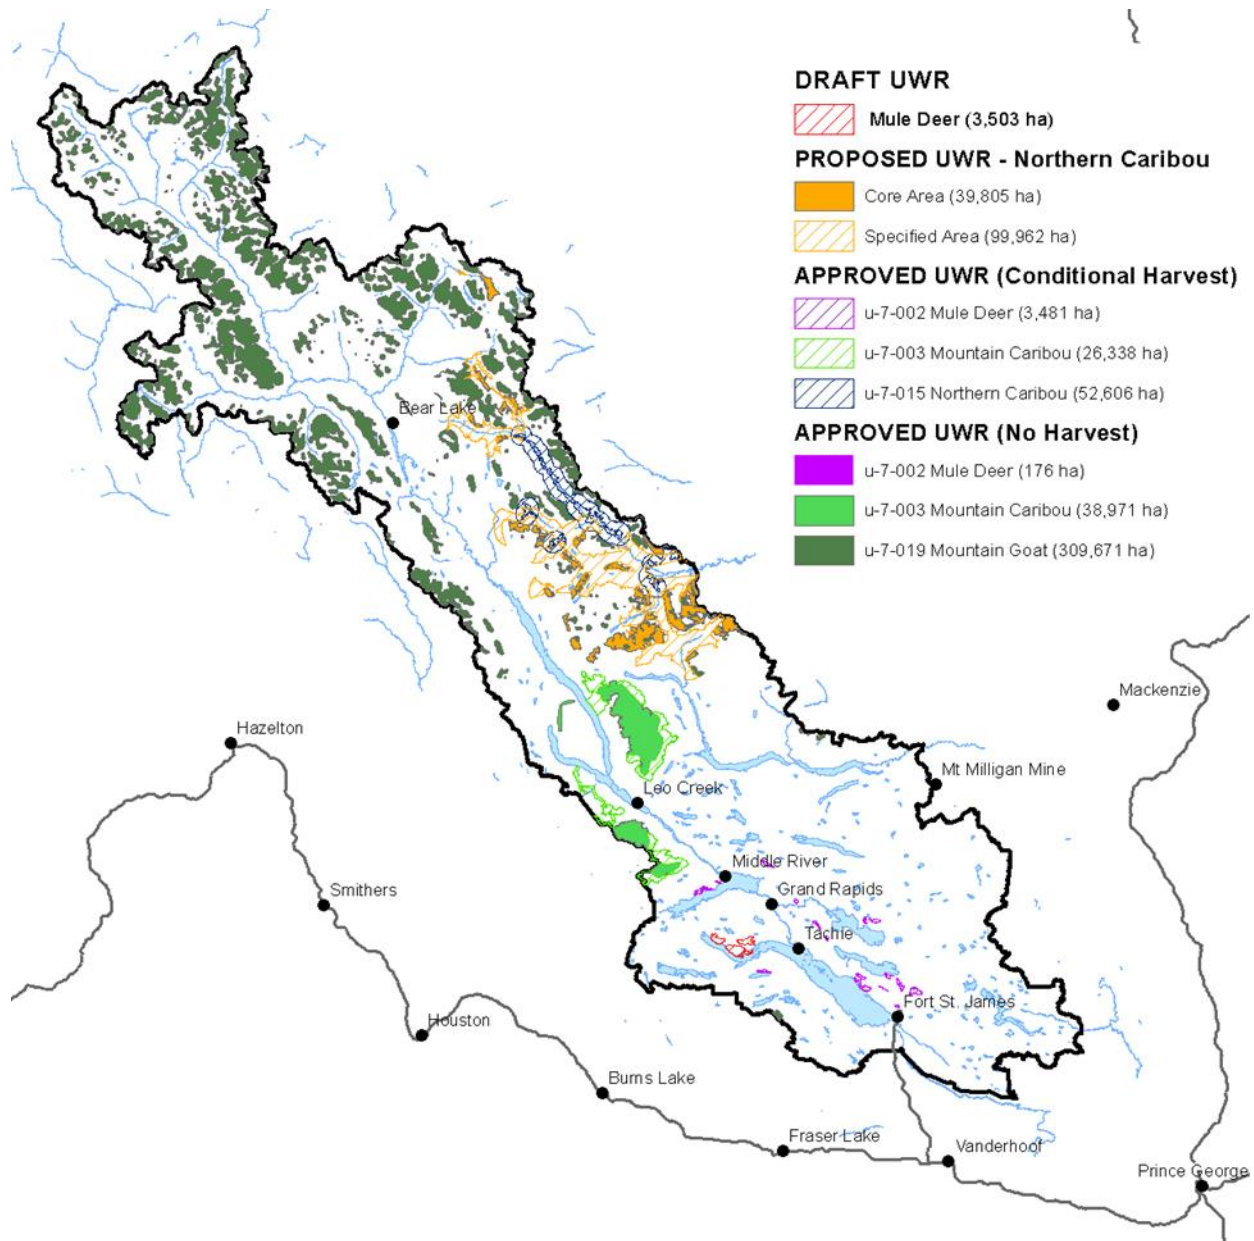 DRAFT UWR
Mule Deer (3,503 ha)
PROPOSED UWR - Northern Caribou
Core Area (39,805 ha)
Specified Area (99,962 ha)
APPROVED UWR (Conditional Harvest)
u-7-002 Mule Deer (3,481 ha)
u-7-003 Mountain Caribou (26,338 ha)
u-7-015 Northern Caribou (52,606 ha)
APPROVED UWR (No Harvest)
u-7-002 Mule Deer (176 ha)
u-7-003 Mountain Caribou (38,971 ha)
u-7-019 Mountain Goat (309,671 ha)
Bear Lake
Mackenzie
Hazelton
Mt Milligan Mine
Leo Creek
Middle River
Smithers
Grand Rapids
Tachie
Fort St. James
Houston
Burns Lake
Fraser Lake
Vanderhoof
Prince George